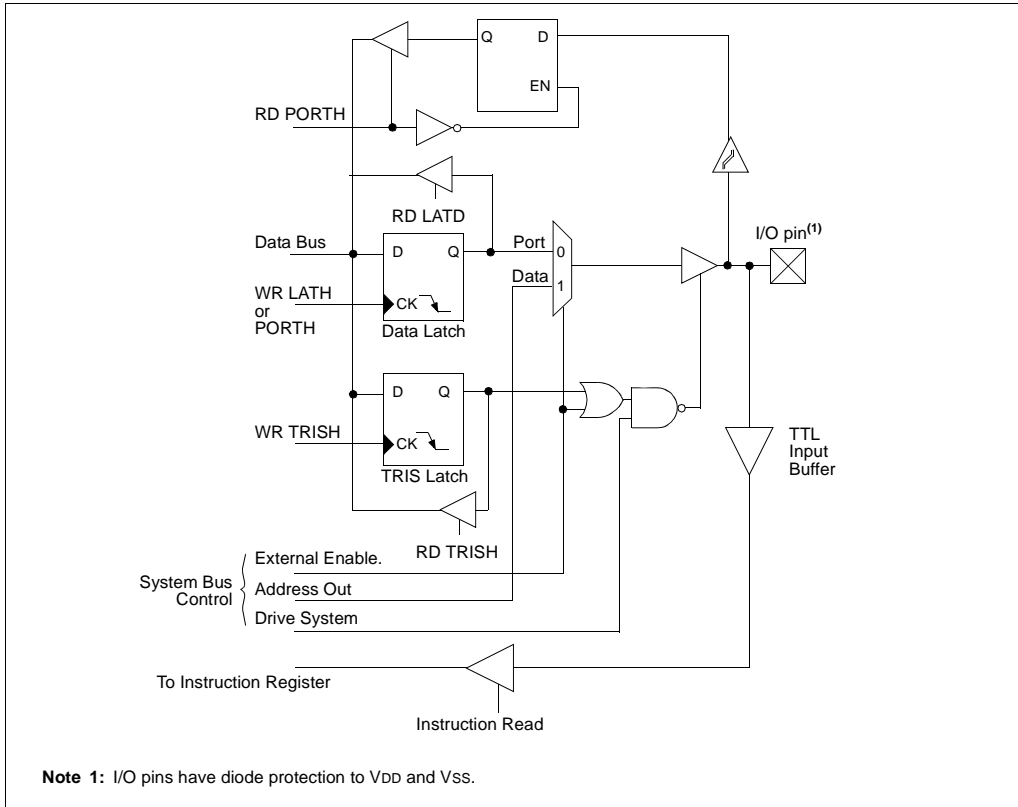 Q D
EN
RD PORTH
RD LATD
Data Bus
D Q
Port
0
I/O pin(1)
Data
1
WR LATH
or
PORTH
CK
Data Latch
D Q
WR TRISH
CK
TRIS Latch
TTL
Input
Buffer
RD TRISH
System Bus
Control
External Enable.
Address Out
Drive System
To Instruction Register
Instruction Read
Note 1: I/O pins have diode protection to VDD and VSS.